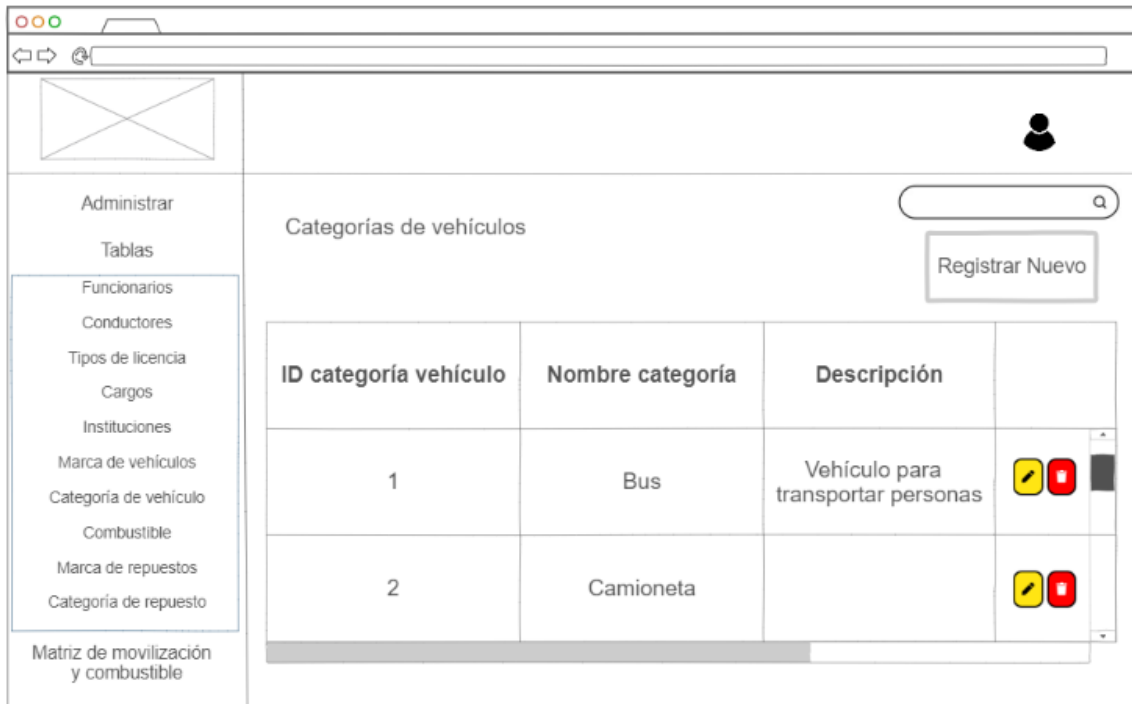 Administrar
Tablas
Funcionarios
Conductores
Tipos de licencia
Cargos
Instituciones
Marca de vehículos
Categoría de vehículo
Combustible
Marca de repuestos
Categoría de repuesto
Matriz de movilización
y combustible
Categorías de vehículos
Registrar Nuevo
ID categoría vehículo Nombre categoría Descripción
1 Bus Vehículo para
transportar personas
2 Camioneta